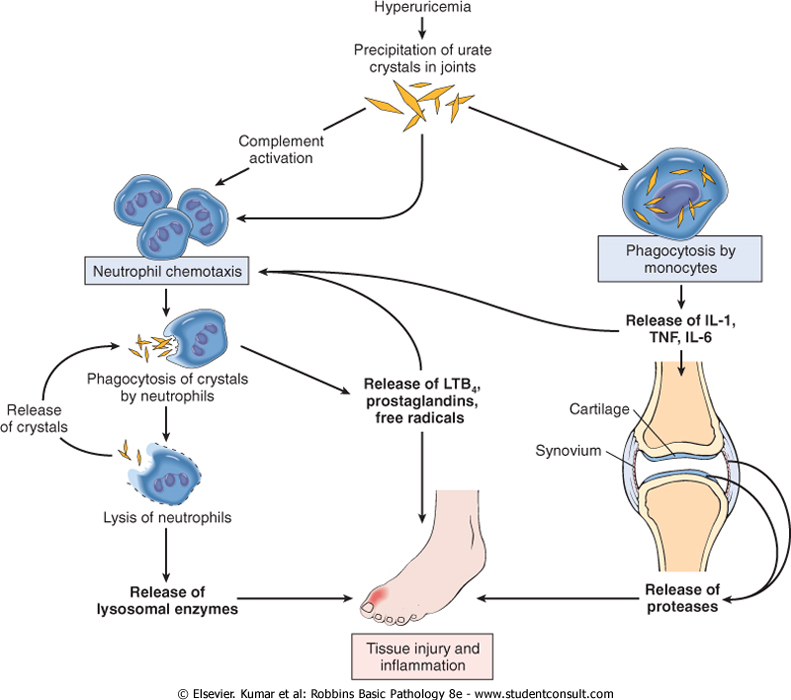 Hyperuricemia
Precipitation of urate
crystals in joints
Complement
activation
Neutrophil chemotaxis
Phagocytosis by
monocytes
Release of IL-1,
TNF, IL-6
Phagocytosis of crystals
by neutrophils
Release
of crystals
Release of LTB₄,
prostaglandins,
free radicals
Cartilage
Synovium
Lysis of neutrophils
Release of
lysosomal enzymes
Release of
proteases
Tissue injury and
inflammation
© Elsevier. Kumar et al: Robbins Basic Pathology 8e - www.studentconsult.com